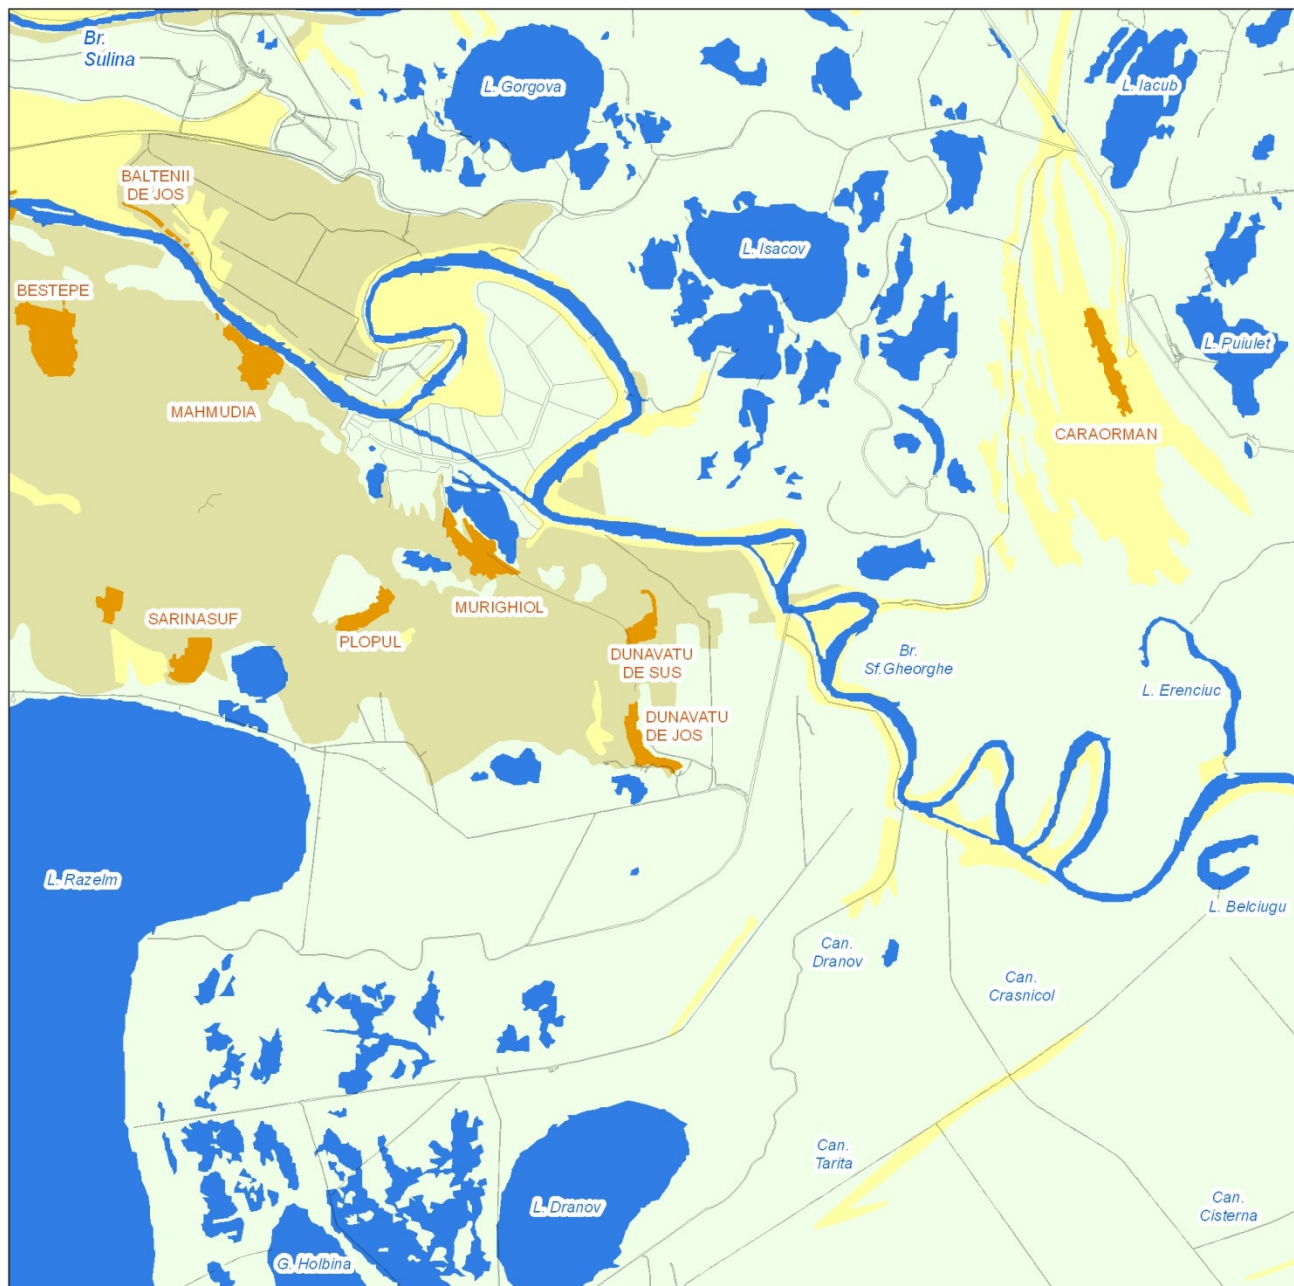 Br.
Sulina
L. Gorgova
L. Iacub
BALTENII
DE JOS
L. Isacov
BESTEPE
L. Puiulet
MAHMUDIA
CARAORMAN
SARINASUF
MURIGHIOL
PLOPUL
DUNAVATU
DE SUS
Br.
Sf.Gheorghe
L. Erenciuc
DUNAVATU
DE JOS
L. Razelm
L. Belciugu
Can.
Dranov
Can.
Crasnicol
Can.
Tarita
L. Dranov
Can.
Cisterna
G. Holbina